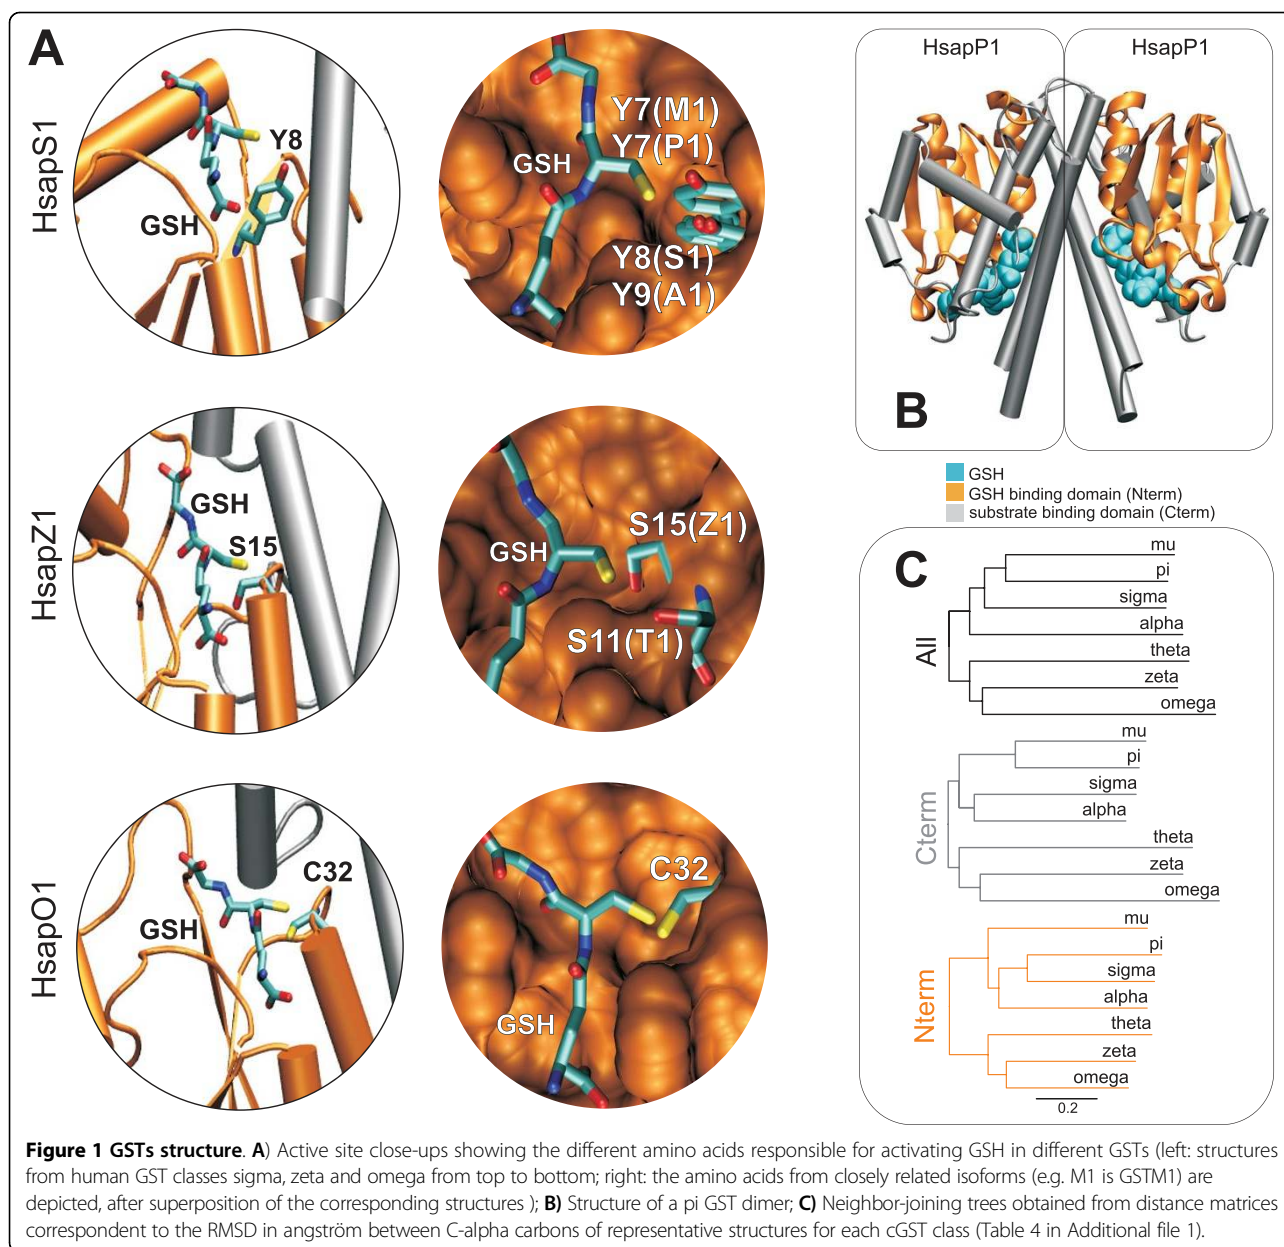 A
HsapS1
GSH
Y8
Y7(M1)
Y7(P1)
GSH
Y8(S1)
Y9(A1)
HsapZ1
GSH
S15
S15(Z1)
GSH
S11(T1)
HsapO1
C32
GSH
C32
GSH
HsapP1
HsapP1
B
GSH
GSH binding domain (Nterm)
substrate binding domain (Cterm)
C
All
mu
pi
sigma
alpha
theta
zeta
omega
Cterm
mu
pi
sigma
alpha
theta
zeta
omega
Nterm
mu
pi
sigma
alpha
theta
zeta
omega
0.2
Figure 1 GSTs structure. A) Active site close-ups showing the different amino acids responsible for activating GSH in different GSTs (left: structures
from human GST classes sigma, zeta and omega from top to bottom; right: the amino acids from closely related isoforms (e.g. M1 is GSTM1) are
depicted, after superposition of the corresponding structures ); B) Structure of a pi GST dimer; C) Neighbor-joining trees obtained from distance matrices
correspondent to the RMSD in angström between C-alpha carbons of representative structures for each cGST class (Table 4 in Additional file 1).